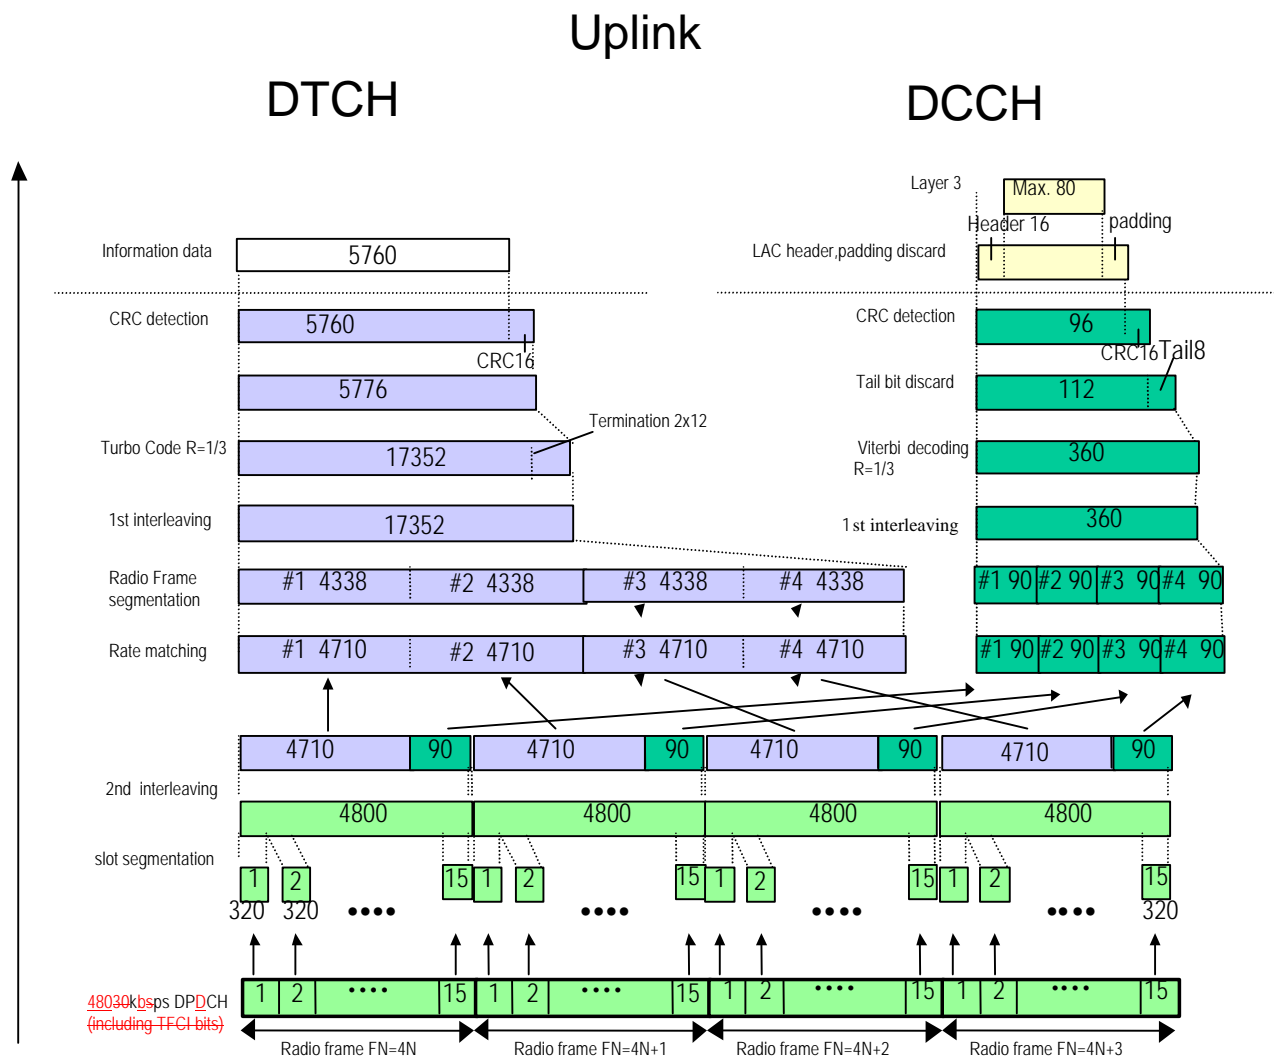 Uplink
DTCH
DCCH
Layer 3
Max. 80
Header 16
padding
Information data
5760
LAC header,padding discard
CRC detection
5760
CRC16
CRC detection
96
CRC16
Tail8
5776
Tail bit discard
112
Termination 2x12
Turbo Code R=1/3
17352
Viterbi decoding
R=1/3
360
1st interleaving
17352
1st interleaving
360
Radio Frame
segmentation
#1 4338
#2 4338
#3 4338
#4 4338
#1 90
#2 90
#3 90
#4 90
Rate matching
#1 4710
#2 4710
#3 4710
#4 4710
#1 90
#2 90
#3 90
#4 90
4710
90
4710
90
4710
90
4710
90
2nd interleaving
4800
4800
4800
4800
slot segmentation
1
2
15
1
2
15
1
2
15
1
2
15
320
320
••••
••••
••••
••••
320
48030kbsps DPDCH
(including TFCI bits)
1
2
••••
15
1
2
••••
15
1
2
••••
15
1
2
••••
15
Radio frame FN=4N
Radio frame FN=4N+1
Radio frame FN=4N+2
Radio frame FN=4N+3